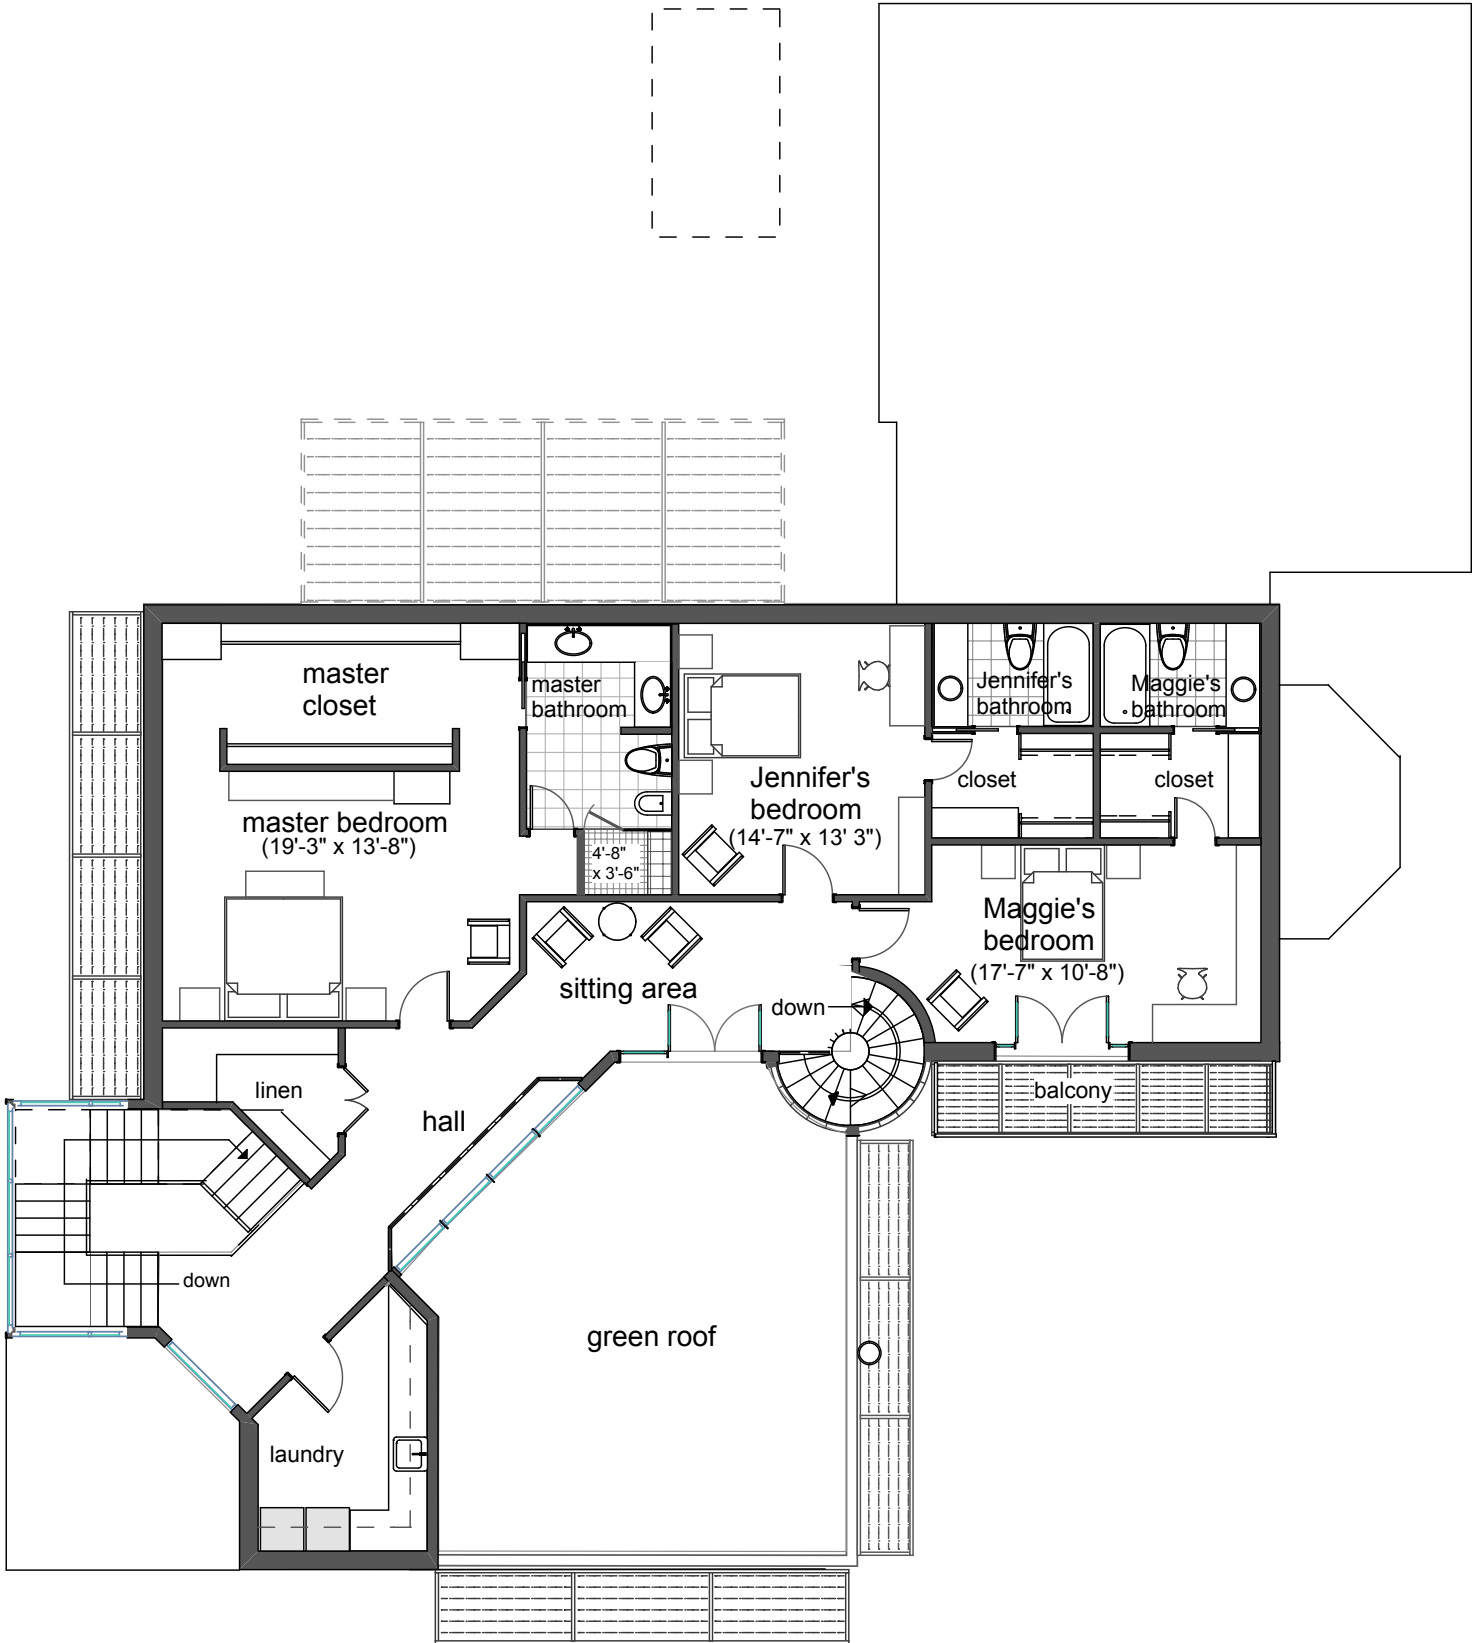 master
closet
master
bathroom
Jennifer's
bathroom
Maggie's
bathroom
Jennifer's
bedroom
(14'-7" x 13' 3")
closet
closet
master bedroom
(19'-3" x 13'-8")
4'-8"
x 3'-6"
Maggie's
bedroom
(17'-7" x 10'-8")
sitting area
down
linen
balcony
hall
down
green roof
laundry